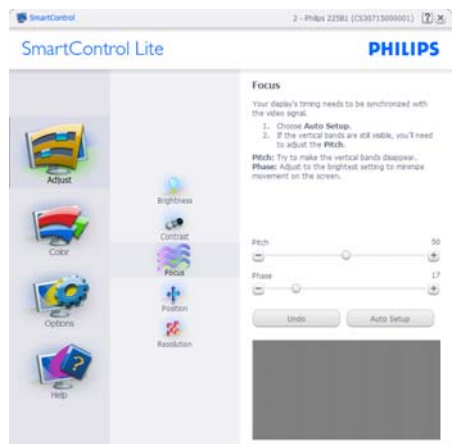 SmartControl
2 - Philips 225B1 (CS30715000001)
SmartControl Lite
PHILIPS
Adjust
Color
Options
Help
Brightness
Contrast
Focus
Position
Resolution
Focus
Your display's timing needs to be synchronized with
the video signal.
1. Choose Auto Setup.
2. If the vertical bands are still visible, you'll need
to adjust the Pitch.
Pitch: Try to make the vertical bands disappear.
Phase: Adjust to the brightest setting to minimize
movement on the screen.
Pitch 50
Phase 17
Undo
Auto Setup